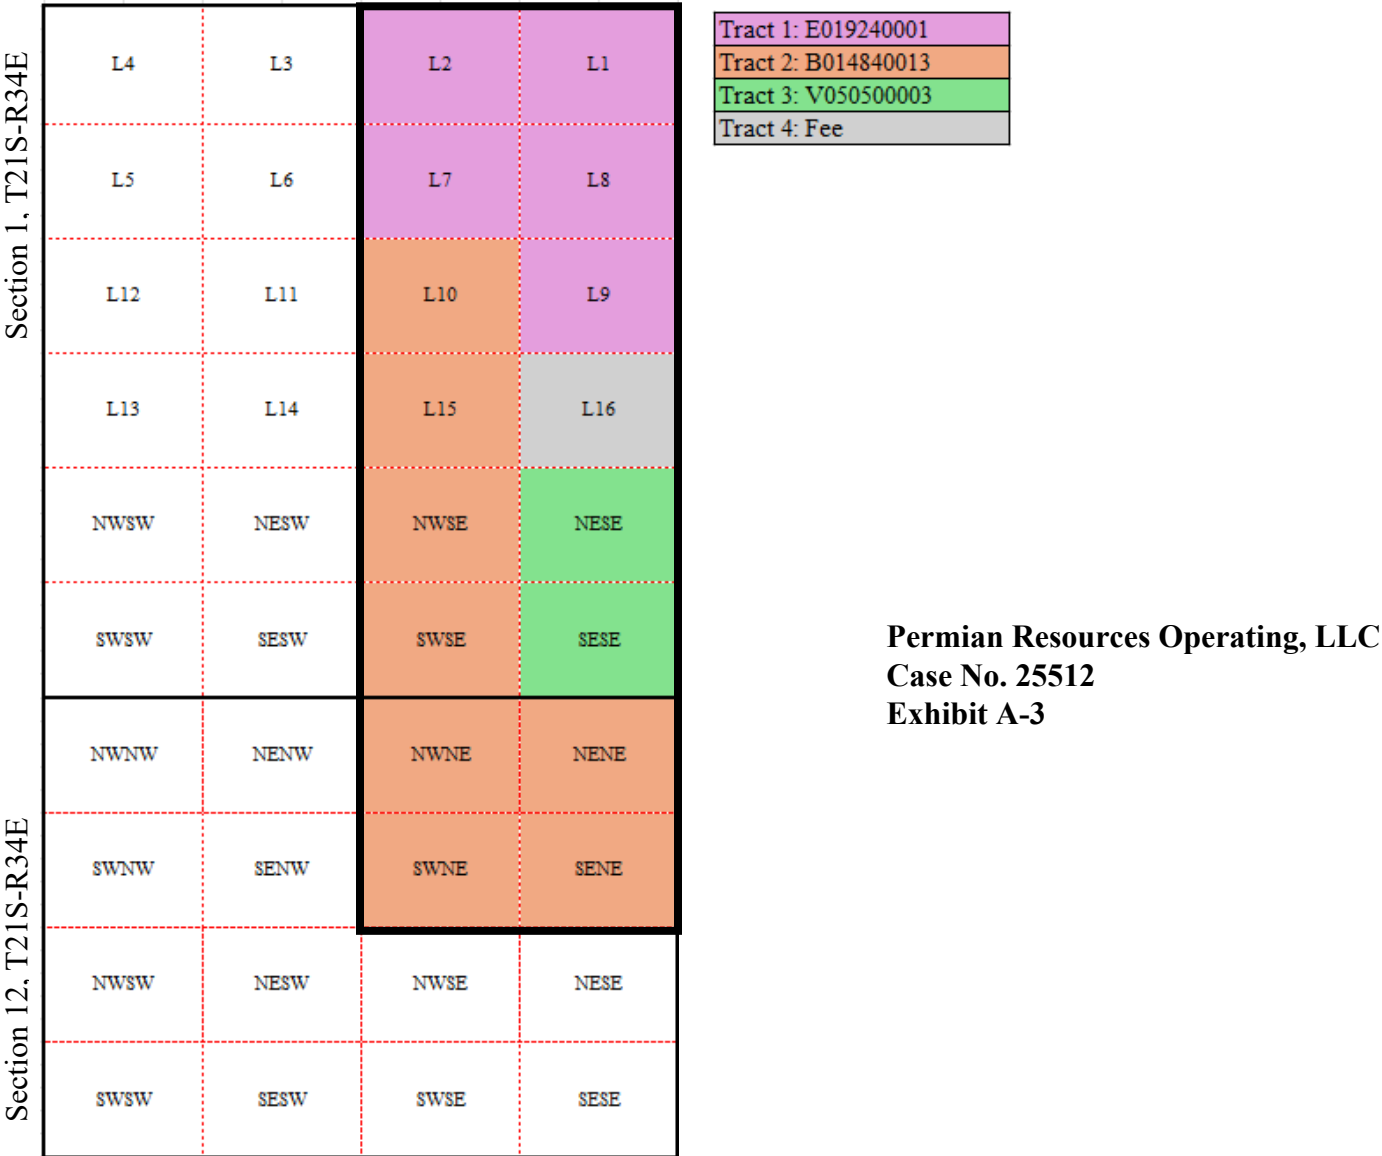 Section 1, T21S-R34E
L4 L3 L2 L1
L5 L6 L7 L8
L12 L11 L10 L9
L13 L14 L15 L16
NWSW NESW NWSE NESE
SWSW SESW SWSE SESE
Section 12, T21S-R34E
NWNW NENW NWNE NENE
SWNW SENW SWNE SENE
NWSW NESW NWSE NESE
SWSW SESW SWSE SESE
Tract 1: E019240001
Tract 2: B014840013
Tract 3: V050500003
Tract 4: Fee
Permian Resources Operating, LLC
Case No. 25512
Exhibit A-3